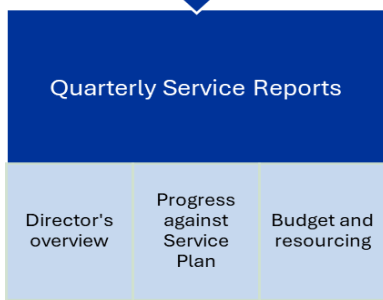 Quarterly Service Reports
Director's
overview
Progress
against
Service
Plan
Budget and
resourcing